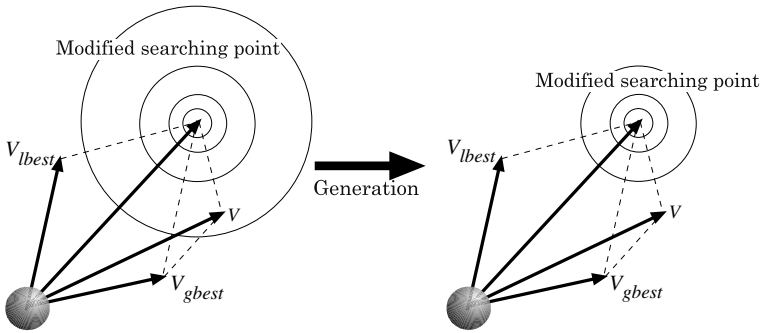 Modified searching point
V_lbest
V
V_gbest
Generation
Modified searching point
V_lbest
V
V_gbest